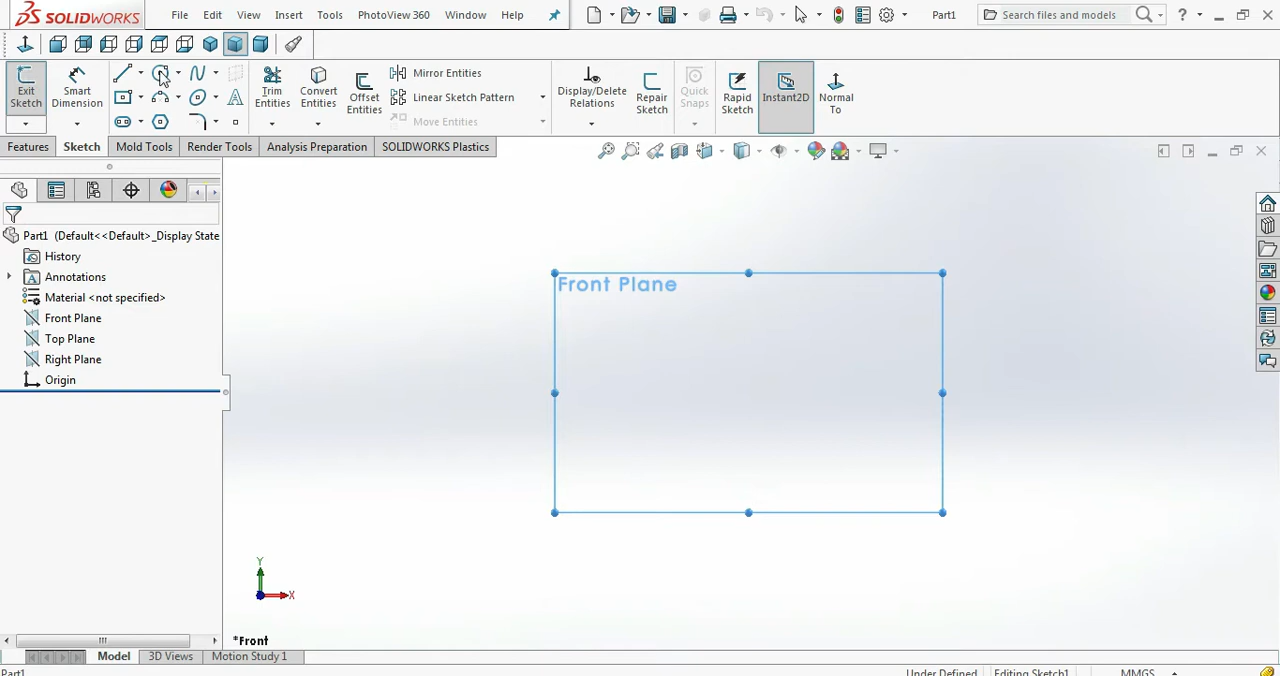 SOLIDWORKS File Edit View Insert Tools PhotoView 360 Window Help Part1 Search files and models
Exit Sketch
Smart Dimension
Trim Entities
Convert Entities
Offset Entities
Mirror Entities
Linear Sketch Pattern
Move Entities
Display/Delete Relations
Repair Sketch
Quick Snaps
Rapid Sketch
Instant2D
Normal To
Features Sketch Mold Tools Render Tools Analysis Preparation SOLIDWORKS Plastics
Part1 (Default<<Default>_Display State
History
Annotations
Material <not specified>
Front Plane
Top Plane
Right Plane
Origin
Front Plane
Y
X
*Front
Model 3D Views Motion Study 1
Part1 Under Defined Editing Sketch1 MMGS